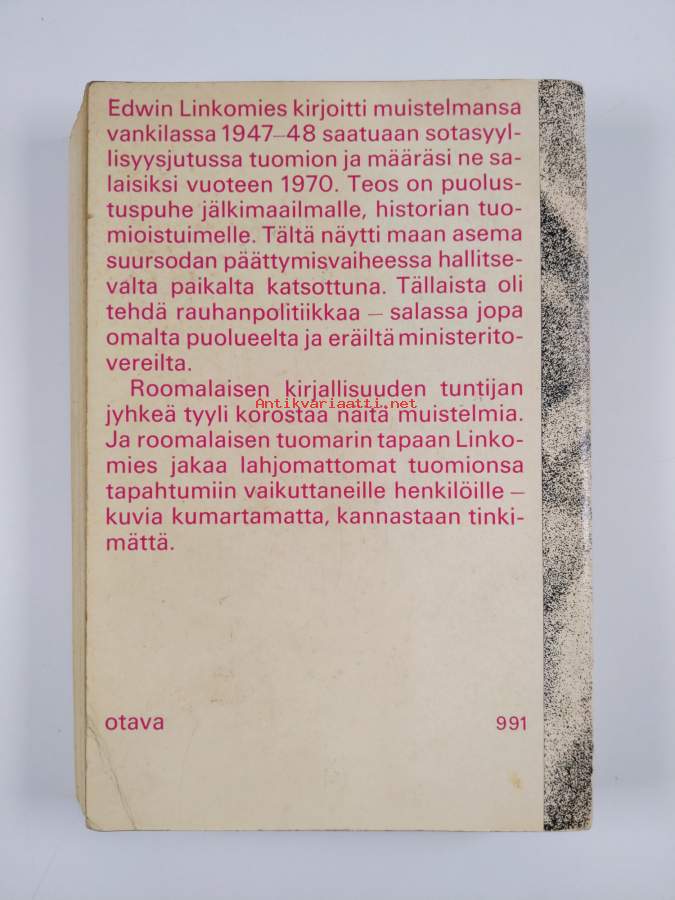 Edwin Linkomies kirjoitti muistelmansa
vankilassa 1947–48 saatuaan sotasyyl-
lisyysjutussa tuomion ja määräsi ne sa-
laisiksi vuoteen 1970. Teos on puolus-
tuspuhe jälkimaailmalle, historian tuo-
mioistuimelle. Tältä näytti maan asema
suursodan päättymisvaiheessa hallitse-
valta paikalta katsottuna. Tällaista oli
tehdä rauhanpolitiikkaa – salassa jopa
omalta puolueelta ja eräiltä ministerito-
vereilta.
Roomalaisen kirjallisuuden tuntijan
Antikvariaatti.net
jyhkeä tyyli korostaa näitä muistelmia.
Ja roomalaisen tuomarin tapaan Linko-
mies jakaa lahjomattomat tuomionsa
tapahtumiin vaikuttaneille henkilöille –
kuvia kumartamatta, kannastaan tinki-
mättä.
otava 991